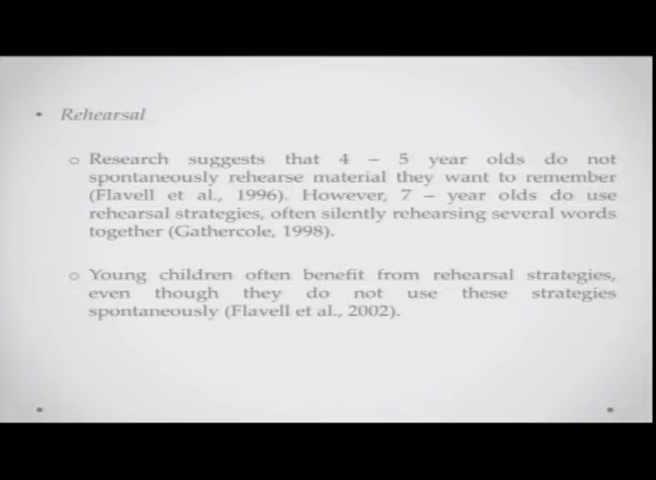 • Rehearsal
o Research suggests that 4 – 5 year olds do not
spontaneously rehearse material they want to remember
(Flavell et al., 1996). However, 7 – year olds do use
rehearsal strategies, often silently rehearsing several words
together (Gathercole, 1998).
o Young children often benefit from rehearsal strategies,
even though they do not use these strategies
spontaneously (Flavell et al., 2002).